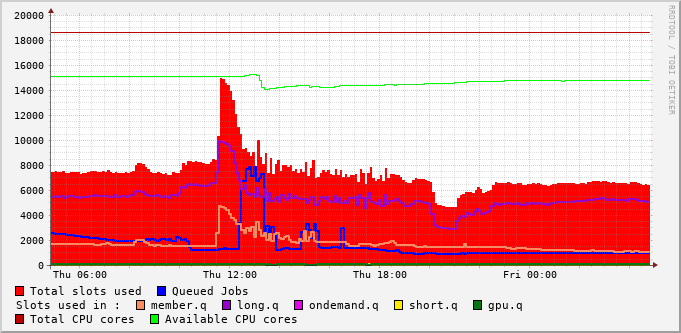 20000
18000
16000
14000
12000
10000
8000
6000
4000
2000
0
Thu 06:00 Thu 12:00 Thu 18:00 Fri 00:00
Total slots used Queued Jobs
Slots used in : member.q long.q ondemand.q short.q gpu.q
Total CPU cores Available CPU cores
RRDTOOL / TOBI OETIKER